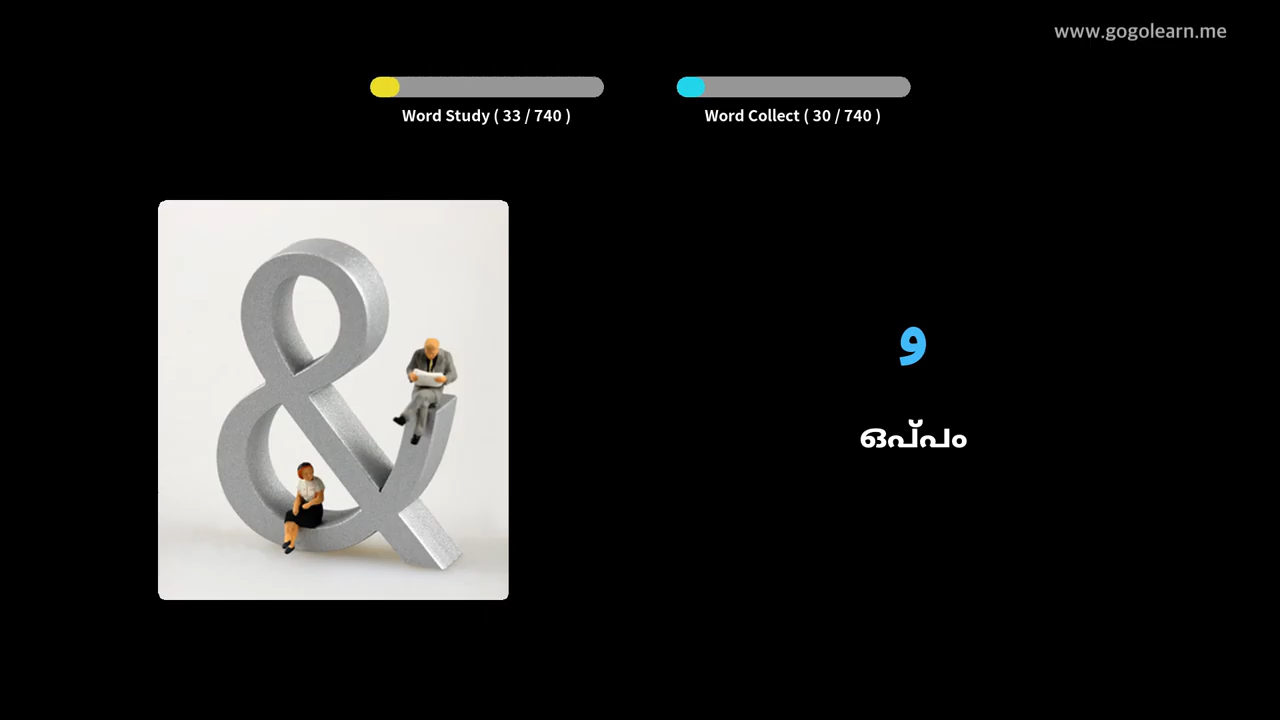 www.gogolearn.me
Word Study ( 33 / 740 )
Word Collect ( 30 / 740 )
&
و
ഒപ്പം